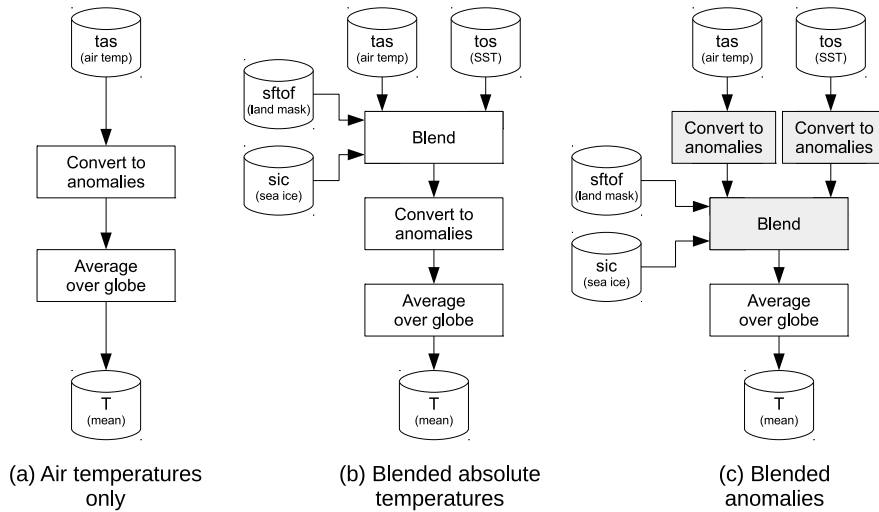 tas
(air temp)
Convert to
anomalies
Average
over globe
T
(mean)
(a) Air temperatures
only
tas
(air temp)
tos
(SST)
sftof
(land mask)
Blend
sic
(sea ice)
Convert to
anomalies
Average
over globe
T
(mean)
(b) Blended absolute
temperatures
tas
(air temp)
tos
(SST)
Convert to
anomalies
Convert to
anomalies
sftof
(land mask)
Blend
sic
(sea ice)
Average
over globe
T
(mean)
(c) Blended
anomalies